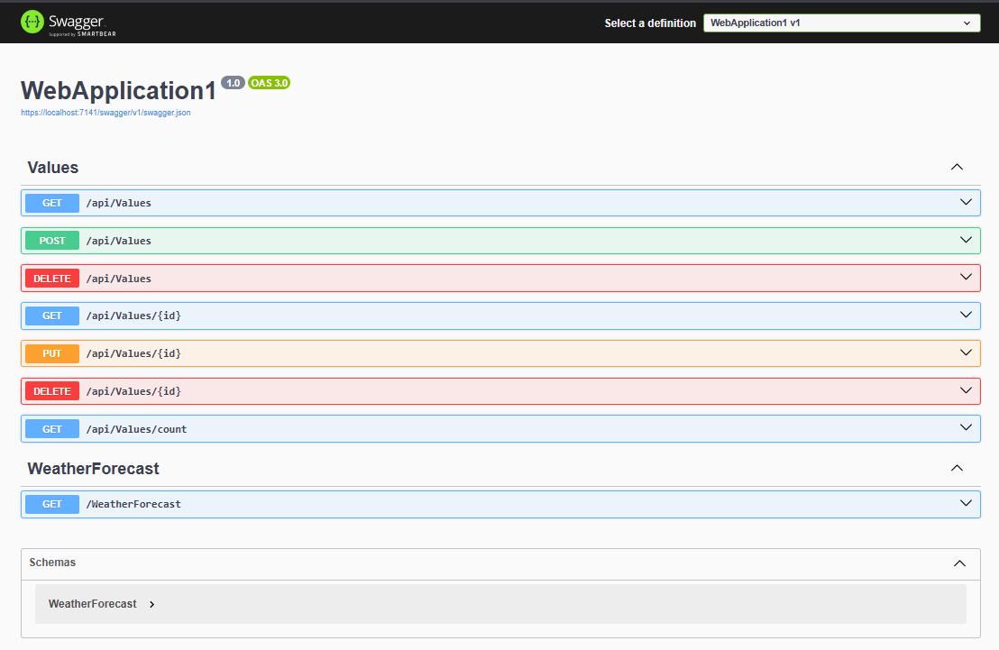 Swagger.
Supported by SMARTBEAR
Select a definition
WebApplication1 v1
WebApplication1 1.0 OAS 3.0
https://localhost:7141/swagger/v1/swagger.json
Values
GET /api/Values
POST /api/Values
DELETE /api/Values
GET /api/Values/{id}
PUT /api/Values/{id}
DELETE /api/Values/{id}
GET /api/Values/count
WeatherForecast
GET /WeatherForecast
Schemas
WeatherForecast